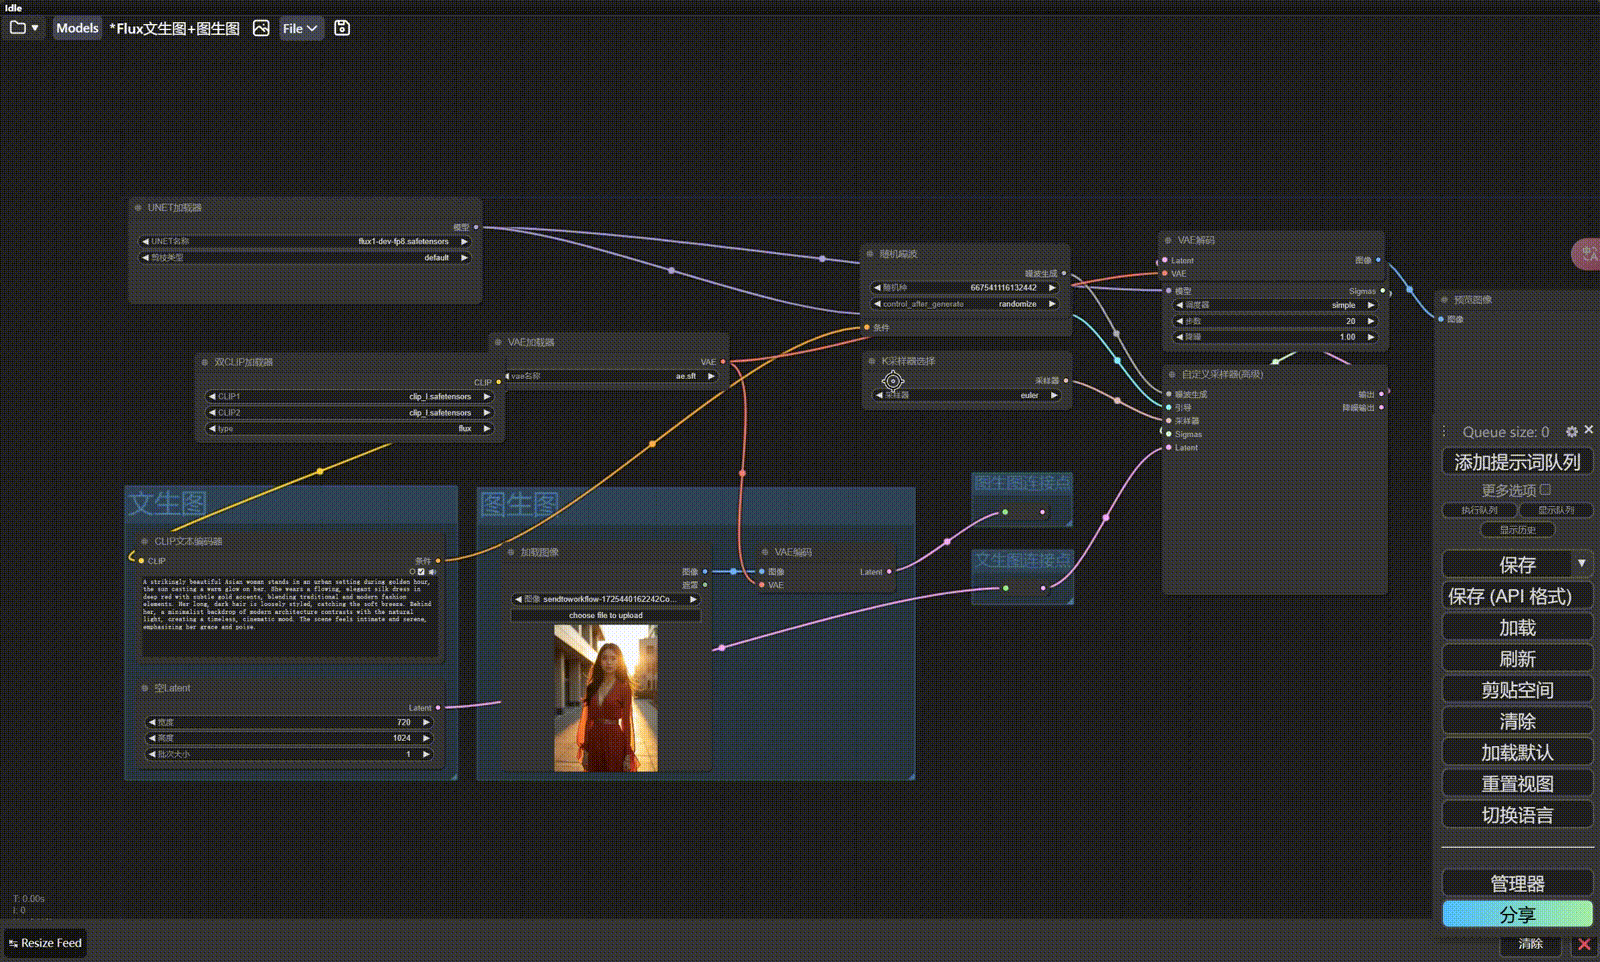 Idle
Models *Flux文生图+图生图 File
UNET加载器
模型
UNET名称 flux1-dev-fp8.safetensors
剪枝类型 default
双CLIP加载器
CLIP
CLIP1 clip_l.safetensors
CLIP2 clip_l.safetensors
type flux
VAE加载器
VAE
vae名称 ae.sft
随机噪波
噪波生成
随机种 667541116132442
control_after_generate randomize
条件
K采样器选择
采样器
采样器 euler
VAE解码
Latent 图像
VAE
模型 Sigmas
调度器 simple
步数 20
降噪 1.00
自定义采样器(高级)
噪波生成 输出
引导 降噪输出
采样器
Sigmas
Latent
预览图像
图像
文生图
CLIP文本编码器
CLIP 条件
A strikingly beautiful Asian woman stands in an urban setting during golden hour,
the sun casting a warm glow on her. She wears a flowing, elegant silk dress in
deep red with subtle gold accents, blending traditional and modern fashion
elements. Her long, dark hair is loosely styled, catching the soft breeze. Behind
her, a minimalist backdrop of modern architecture contrasts with the natural
light, creating a timeless, cinematic mood. The scene feels intimate and serene,
emphasizing her grace and poise.
空Latent
Latent
宽度 720
高度 1024
批次大小 1
图生图
加载图像
图像
遮罩
图像 sendtoworkflow-1725440162242Co...
choose file to upload
VAE编码
图像 Latent
VAE
图生图连接点
文生图连接点
Queue size: 0
添加提示词队列
更多选项
执行队列 显示队列
显示历史
保存
保存 (API 格式)
加载
刷新
剪贴空间
清除
加载默认
重置视图
切换语言
管理器
分享
清除
T: 0.00s
I: 0
Resize Feed